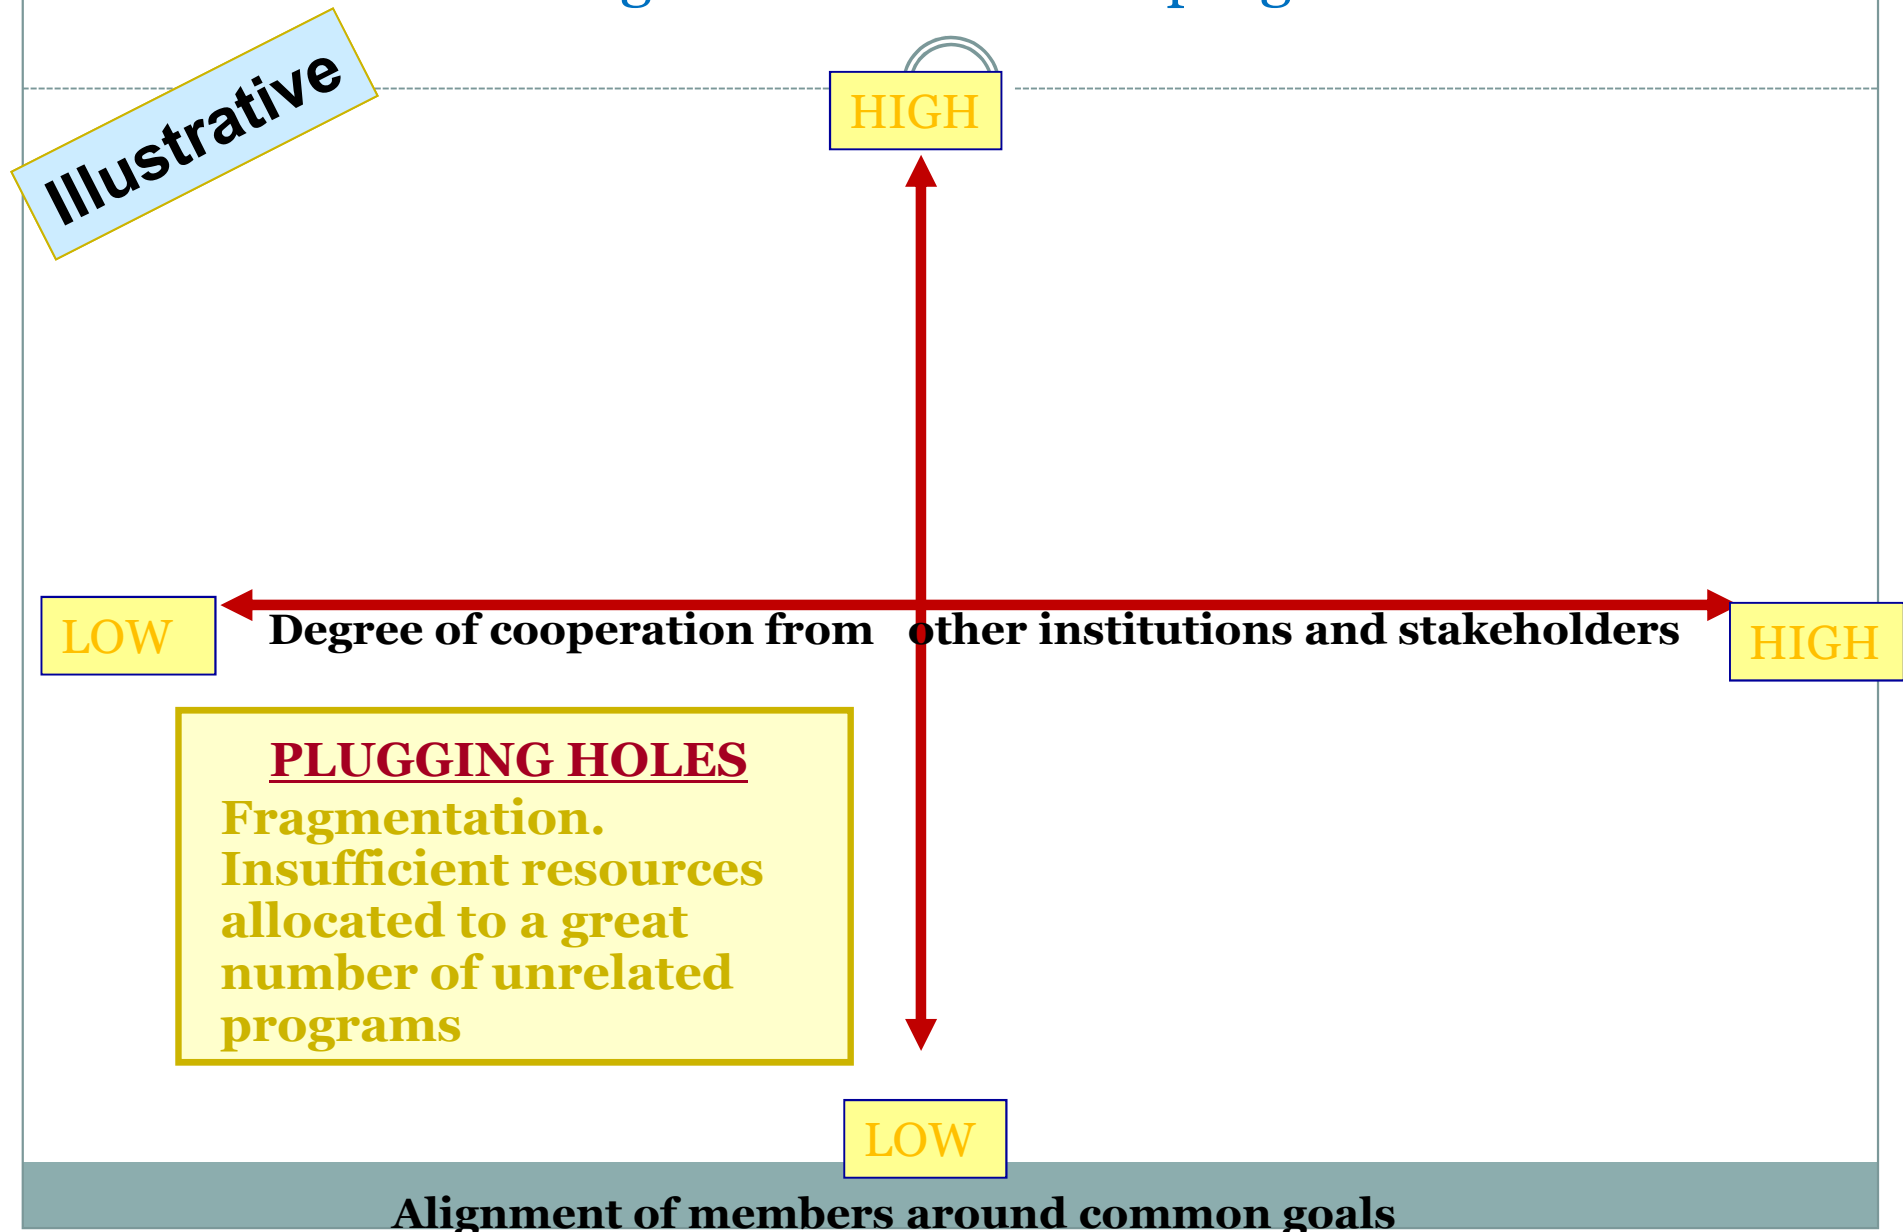 Illustrative
HIGH
LOW
Degree of cooperation from other institutions and stakeholders
HIGH
PLUGGING HOLES
Fragmentation.
Insufficient resources
allocated to a great
number of unrelated
programs
LOW
Alignment of members around common goals